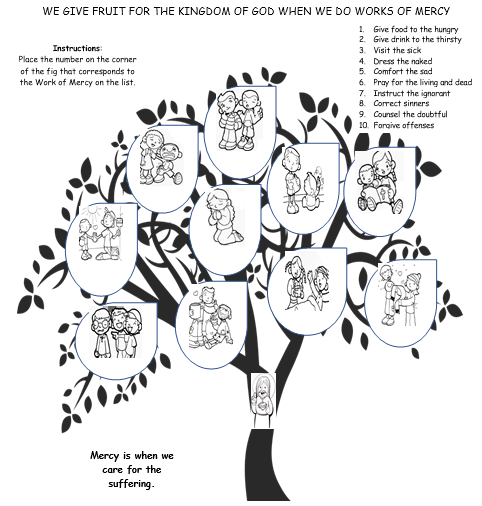 WE GIVE FRUIT FOR THE KINGDOM OF GOD WHEN WE DO WORKS OF MERCY
Instructions:
Place the number on the corner
of the fig that corresponds to
the Work of Mercy on the list.
1. Give food to the hungry
2. Give drink to the thirsty
3. Visit the sick
4. Dress the naked
5. Comfort the sad
6. Pray for the living and dead
7. Instruct the ignorant
8. Correct sinners
9. Counsel the doubtful
10. Forgive offenses
Mercy is when we
care for the
suffering.